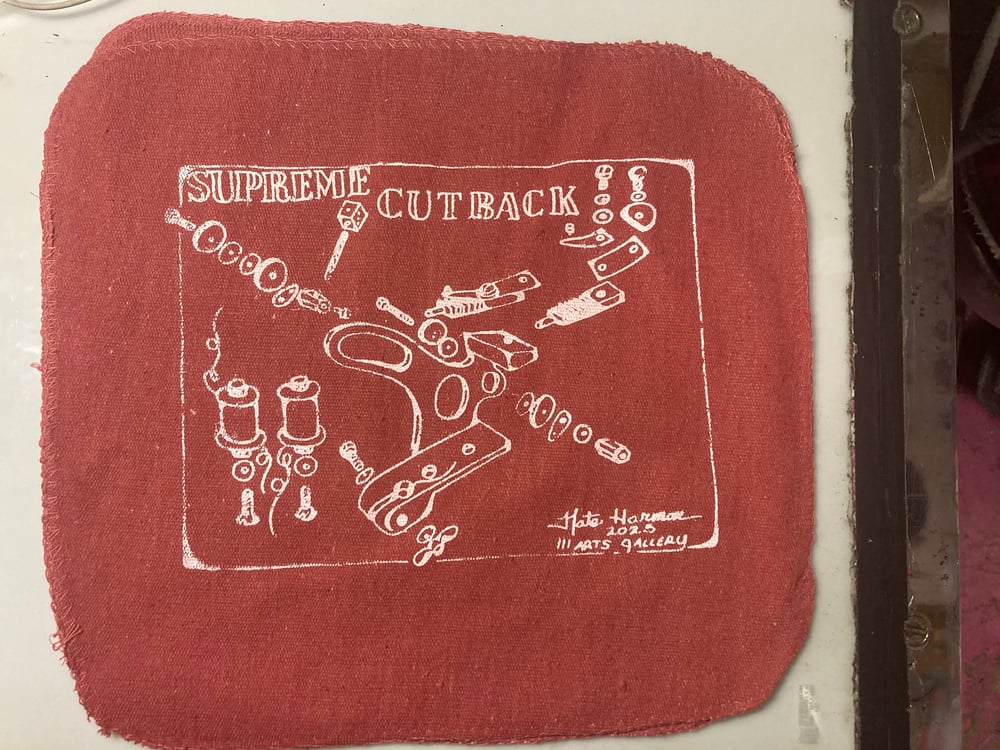 SUPREME
CUTBACK
Nate Harmon
2023
111 ARTS GALLERY